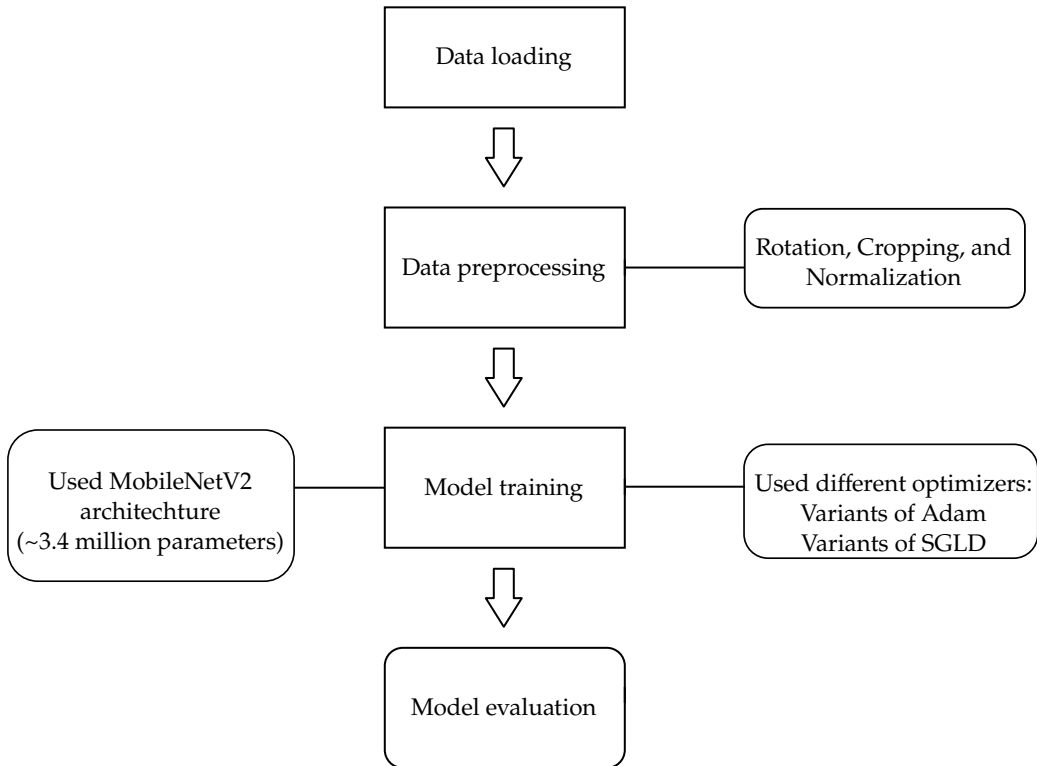 Data loading
Data preprocessing
Rotation, Cropping, and
Normalization
Used MobileNetV2
architechture
(~3.4 million parameters)
Model training
Used different optimizers:
Variants of Adam
Variants of SGLD
Model evaluation